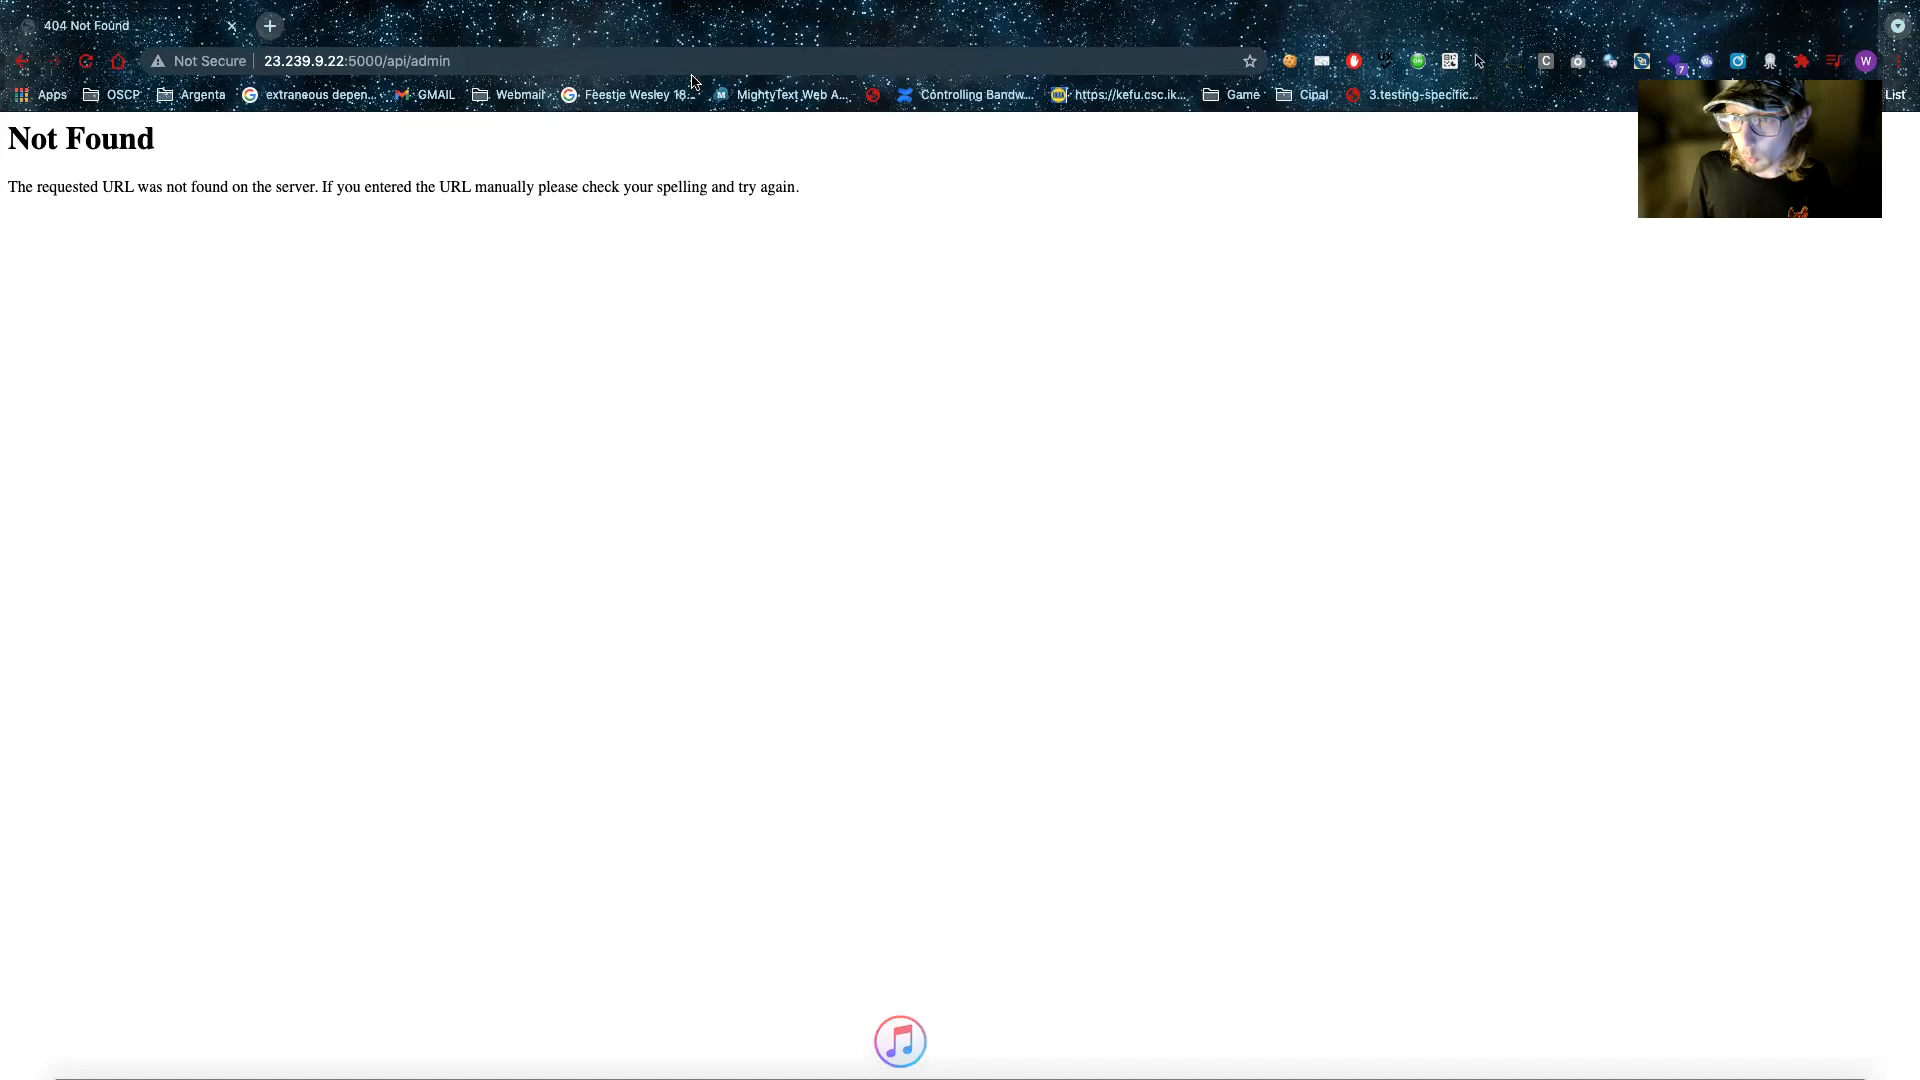 404 Not Found
Not Secure 23.239.9.22:5000/api/admin
Apps OSCP Argenta extraneous depen... GMAIL Webmail Feestje Wesley 18... MightyText Web A... Controlling Bandw... https://kefu.csc.ik... Game Cipal 3.testing-specific... List
Not Found
The requested URL was not found on the server. If you entered the URL manually please check your spelling and try again.